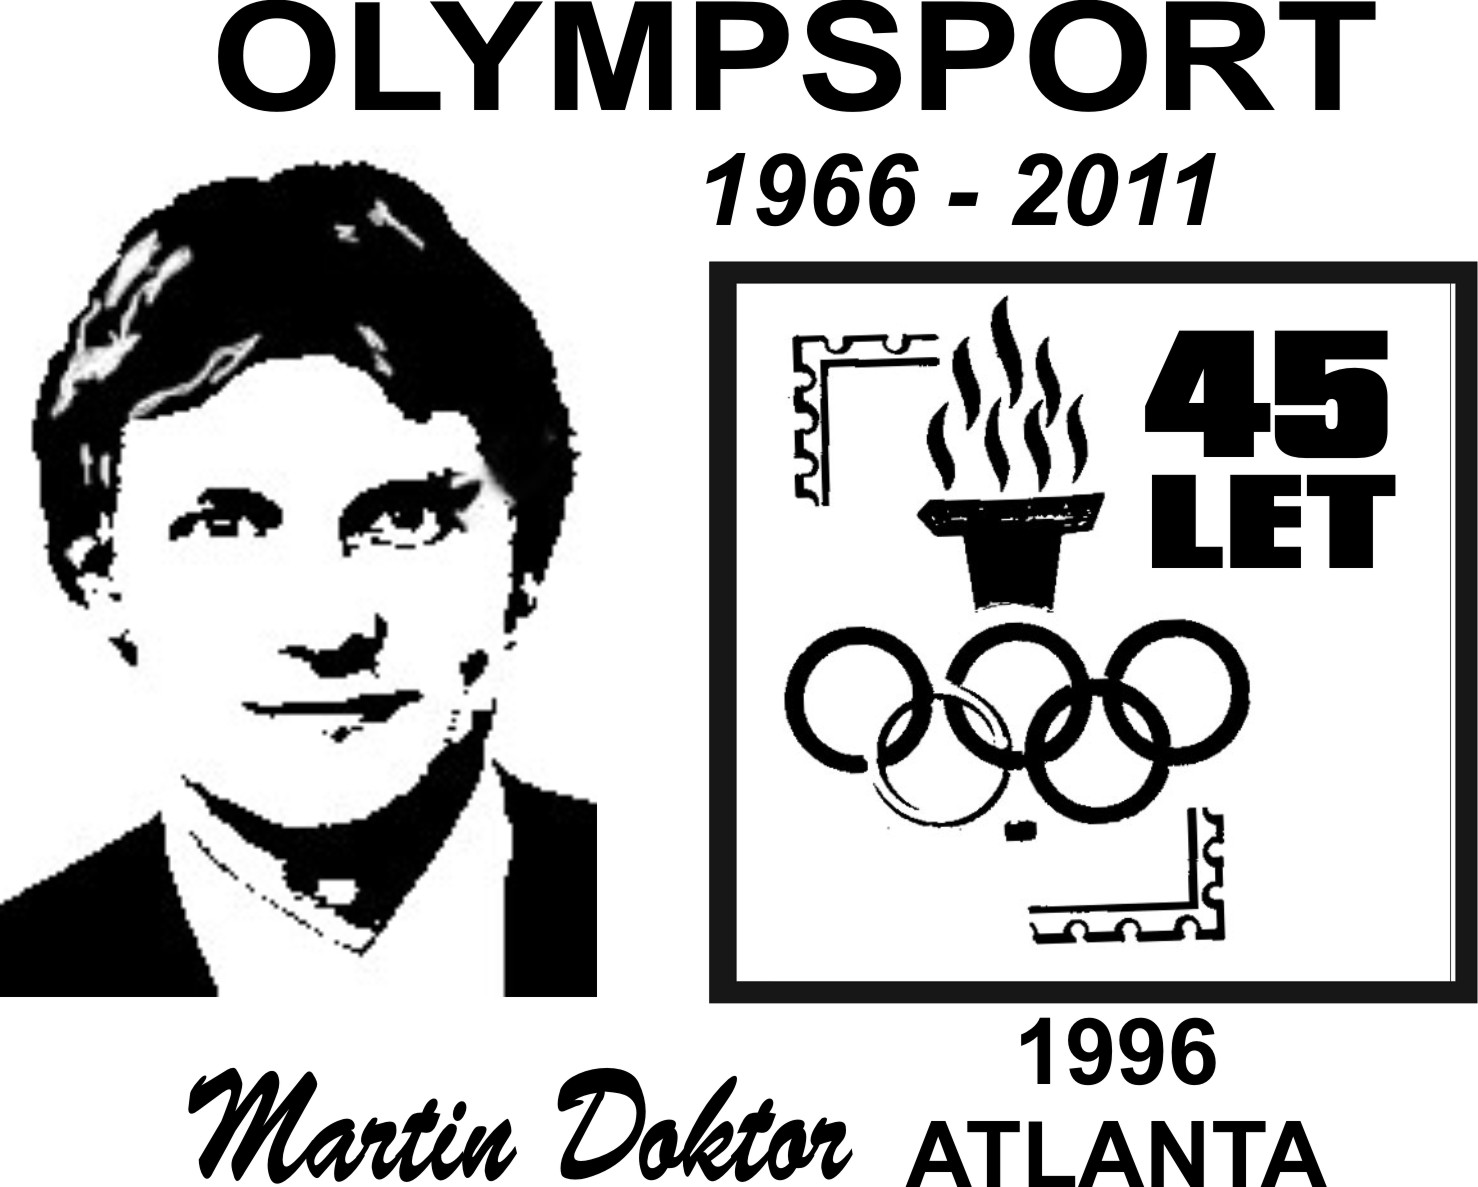 OLYMPSPORT
1966 - 2011
45
LET
1996
Martin Doktor ATLANTA